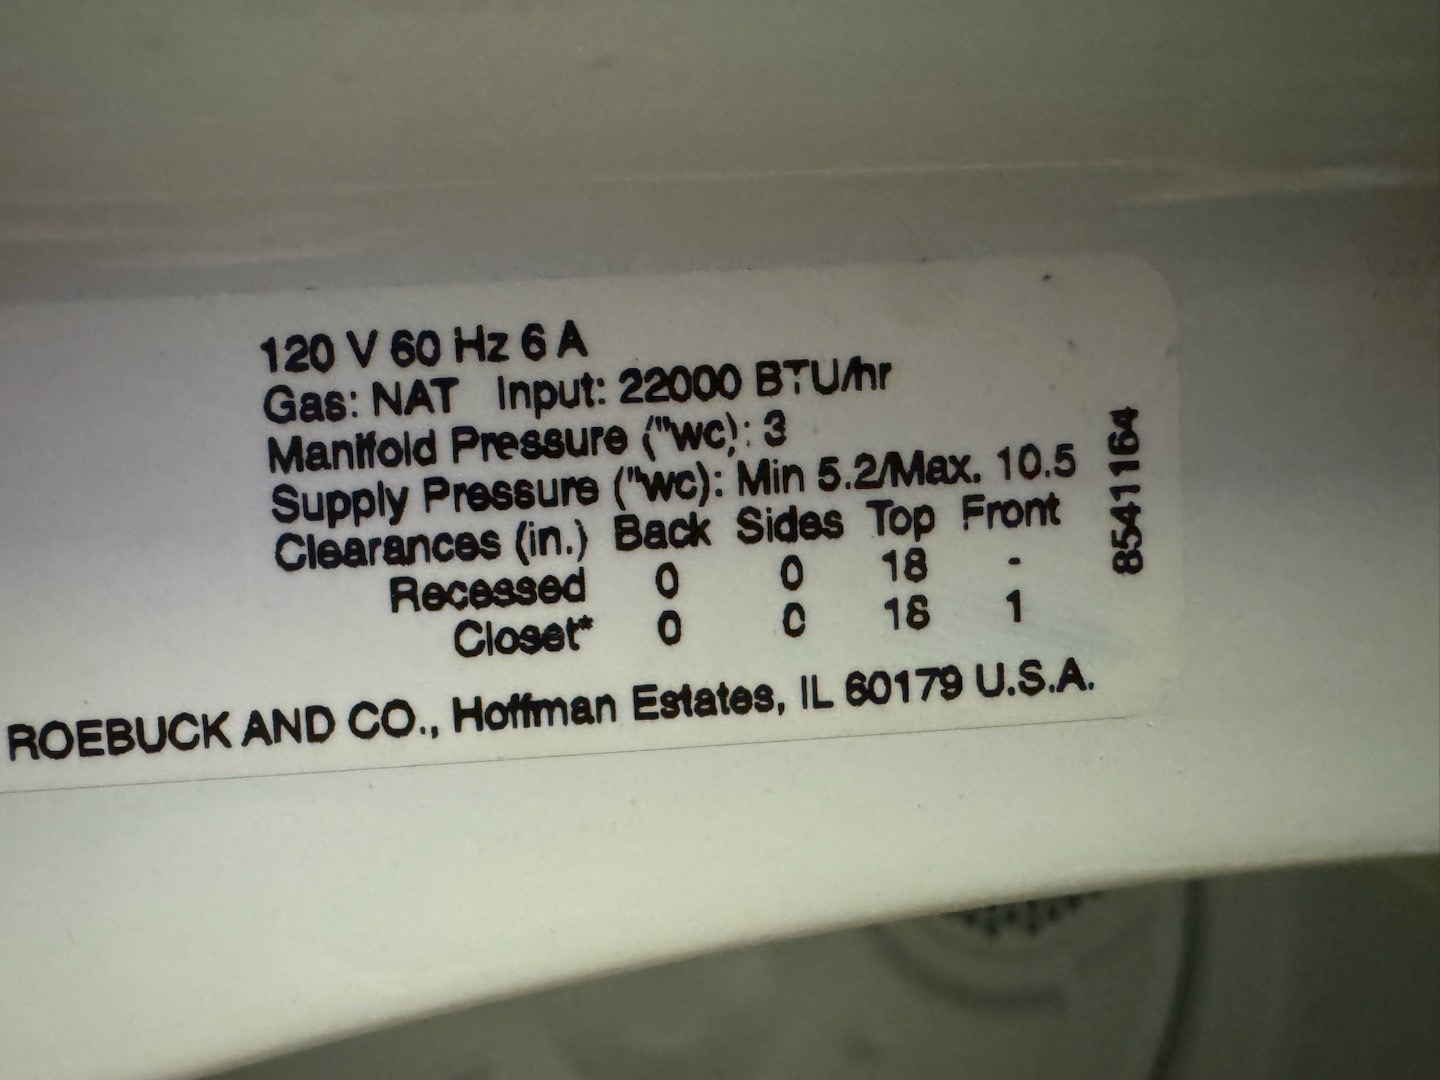 120 V 60 Hz 6 A
Gas: NAT Input: 22000 BTU/hr
Manifold Pressure ("wc): 3
Supply Pressure ("wc): Min 5.2/Max. 10.5
Clearances (in.) Back Sides Top Front
Recessed 0 0 18 -
Closet* 0 0 18 1
ROEBUCK AND CO., Hoffman Estates, IL 60179 U.S.A.
8541164